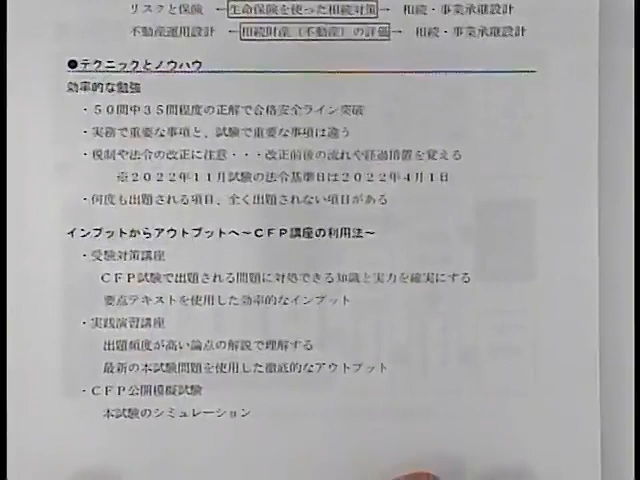 リスクと保険 ← 生命保険を使った相続対策 → 相続・事業承継設計
不動産運用設計 ← 相続財産（不動産）の評価 → 相続・事業承継設計
●テクニックとノウハウ
効率的な勉強
・５０問中３５問程度の正解で合格安全ライン突破
・実務で重要な事項と、試験で重要な事項は違う
・税制や法令の改正に注意・・・改正前後の流れや経過措置を覚える
※２０２２年１１月試験の法令基準日は２０２２年４月１日
・何度も出題される項目、全く出題されない項目がある
インプットからアウトプットへ～ＣＦＰ講座の利用法～
・受験対策講座
ＣＦＰ試験で出題される問題に対処できる知識と実力を確実にする
要点テキストを使用した効率的なインプット
・実践演習講座
出題頻度が高い論点の解説で理解する
最新の本試験問題を使用した徹底的なアウトプット
・ＣＦＰ公開模擬試験
本試験のシミュレーション